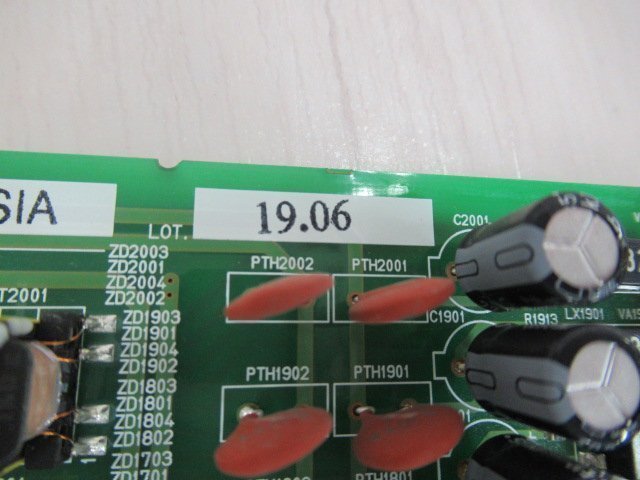 SIA
LOT. 19.06
C2001
ZD2003
ZD2001
ZD2004
ZD2002
PTH2002
PTH2001
T2001
IC1901
R1913
LX1901
ZD1903
ZD1901
ZD1904
ZD1902
PTH1902
PTH1901
ZD1803
ZD1801
ZD1804
ZD1802
ZD1703
ZD1701
PTH1801